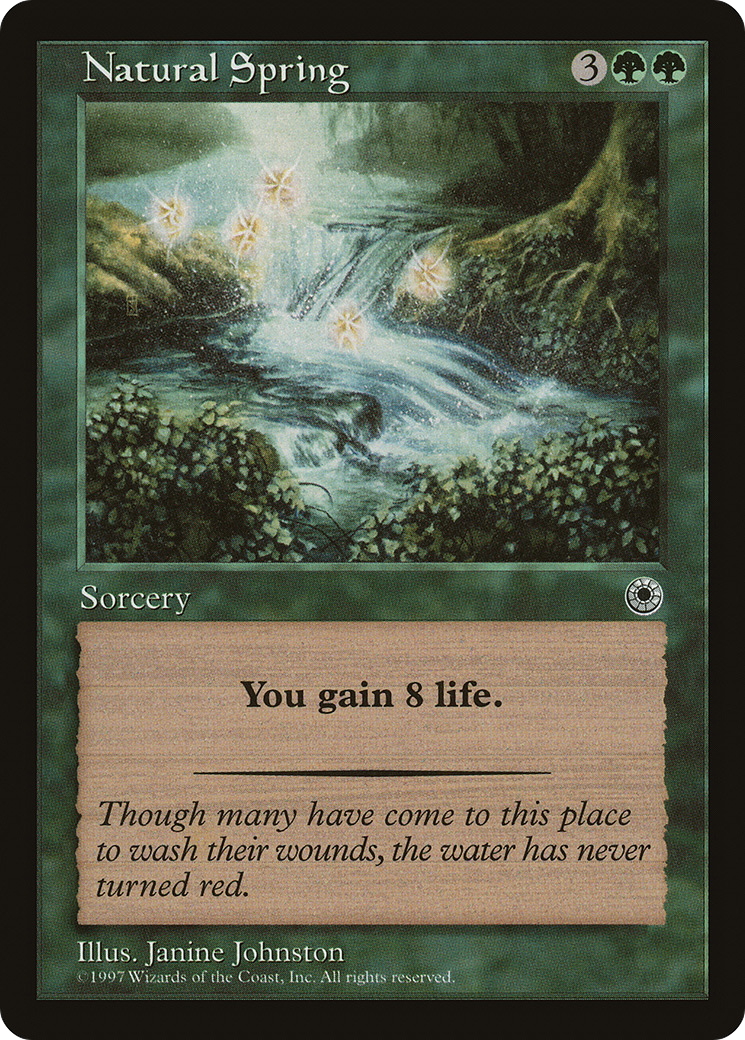 Natural Spring 3
Sorcery
You gain 8 life.
Though many have come to this place
to wash their wounds, the water has never
turned red.
Illus. Janine Johnston
©1997 Wizards of the Coast, Inc. All rights reserved.